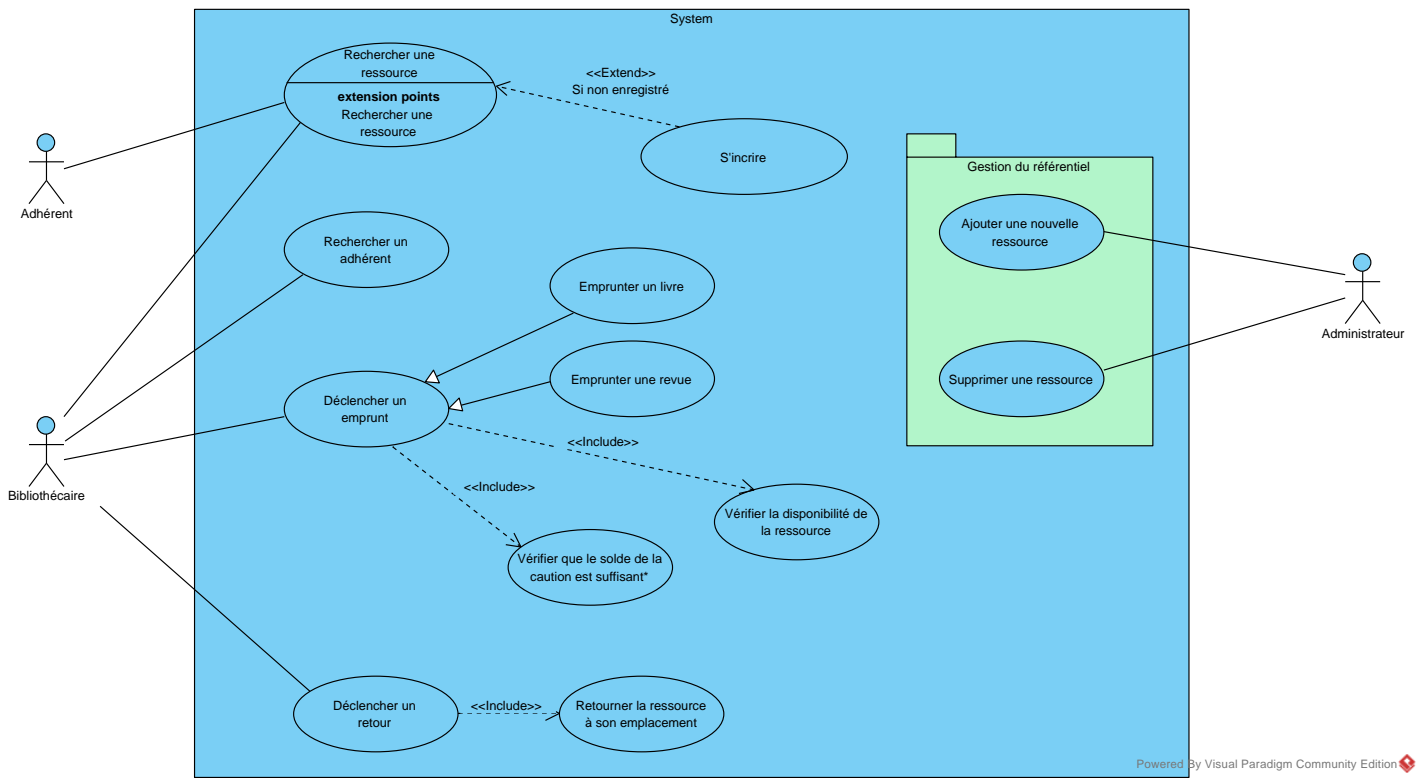 System
Rechercher une
ressource
extension points
Rechercher une
ressource
<<Extend>>
Si non enregistré
S'incrire
Adhérent
Gestion du référentiel
Ajouter une nouvelle
ressource
Rechercher un
adhérent
Emprunter un livre
Administrateur
Emprunter une revue
Supprimer une ressource
Déclencher un
emprunt
<<Include>>
<<Include>>
Bibliothécaire
Vérifier la disponibilité de
la ressource
Vérifier que le solde de la
caution est suffisant*
Déclencher un
retour
<<Include>>
Retourner la ressource
à son emplacement
Powered By Visual Paradigm Community Edition